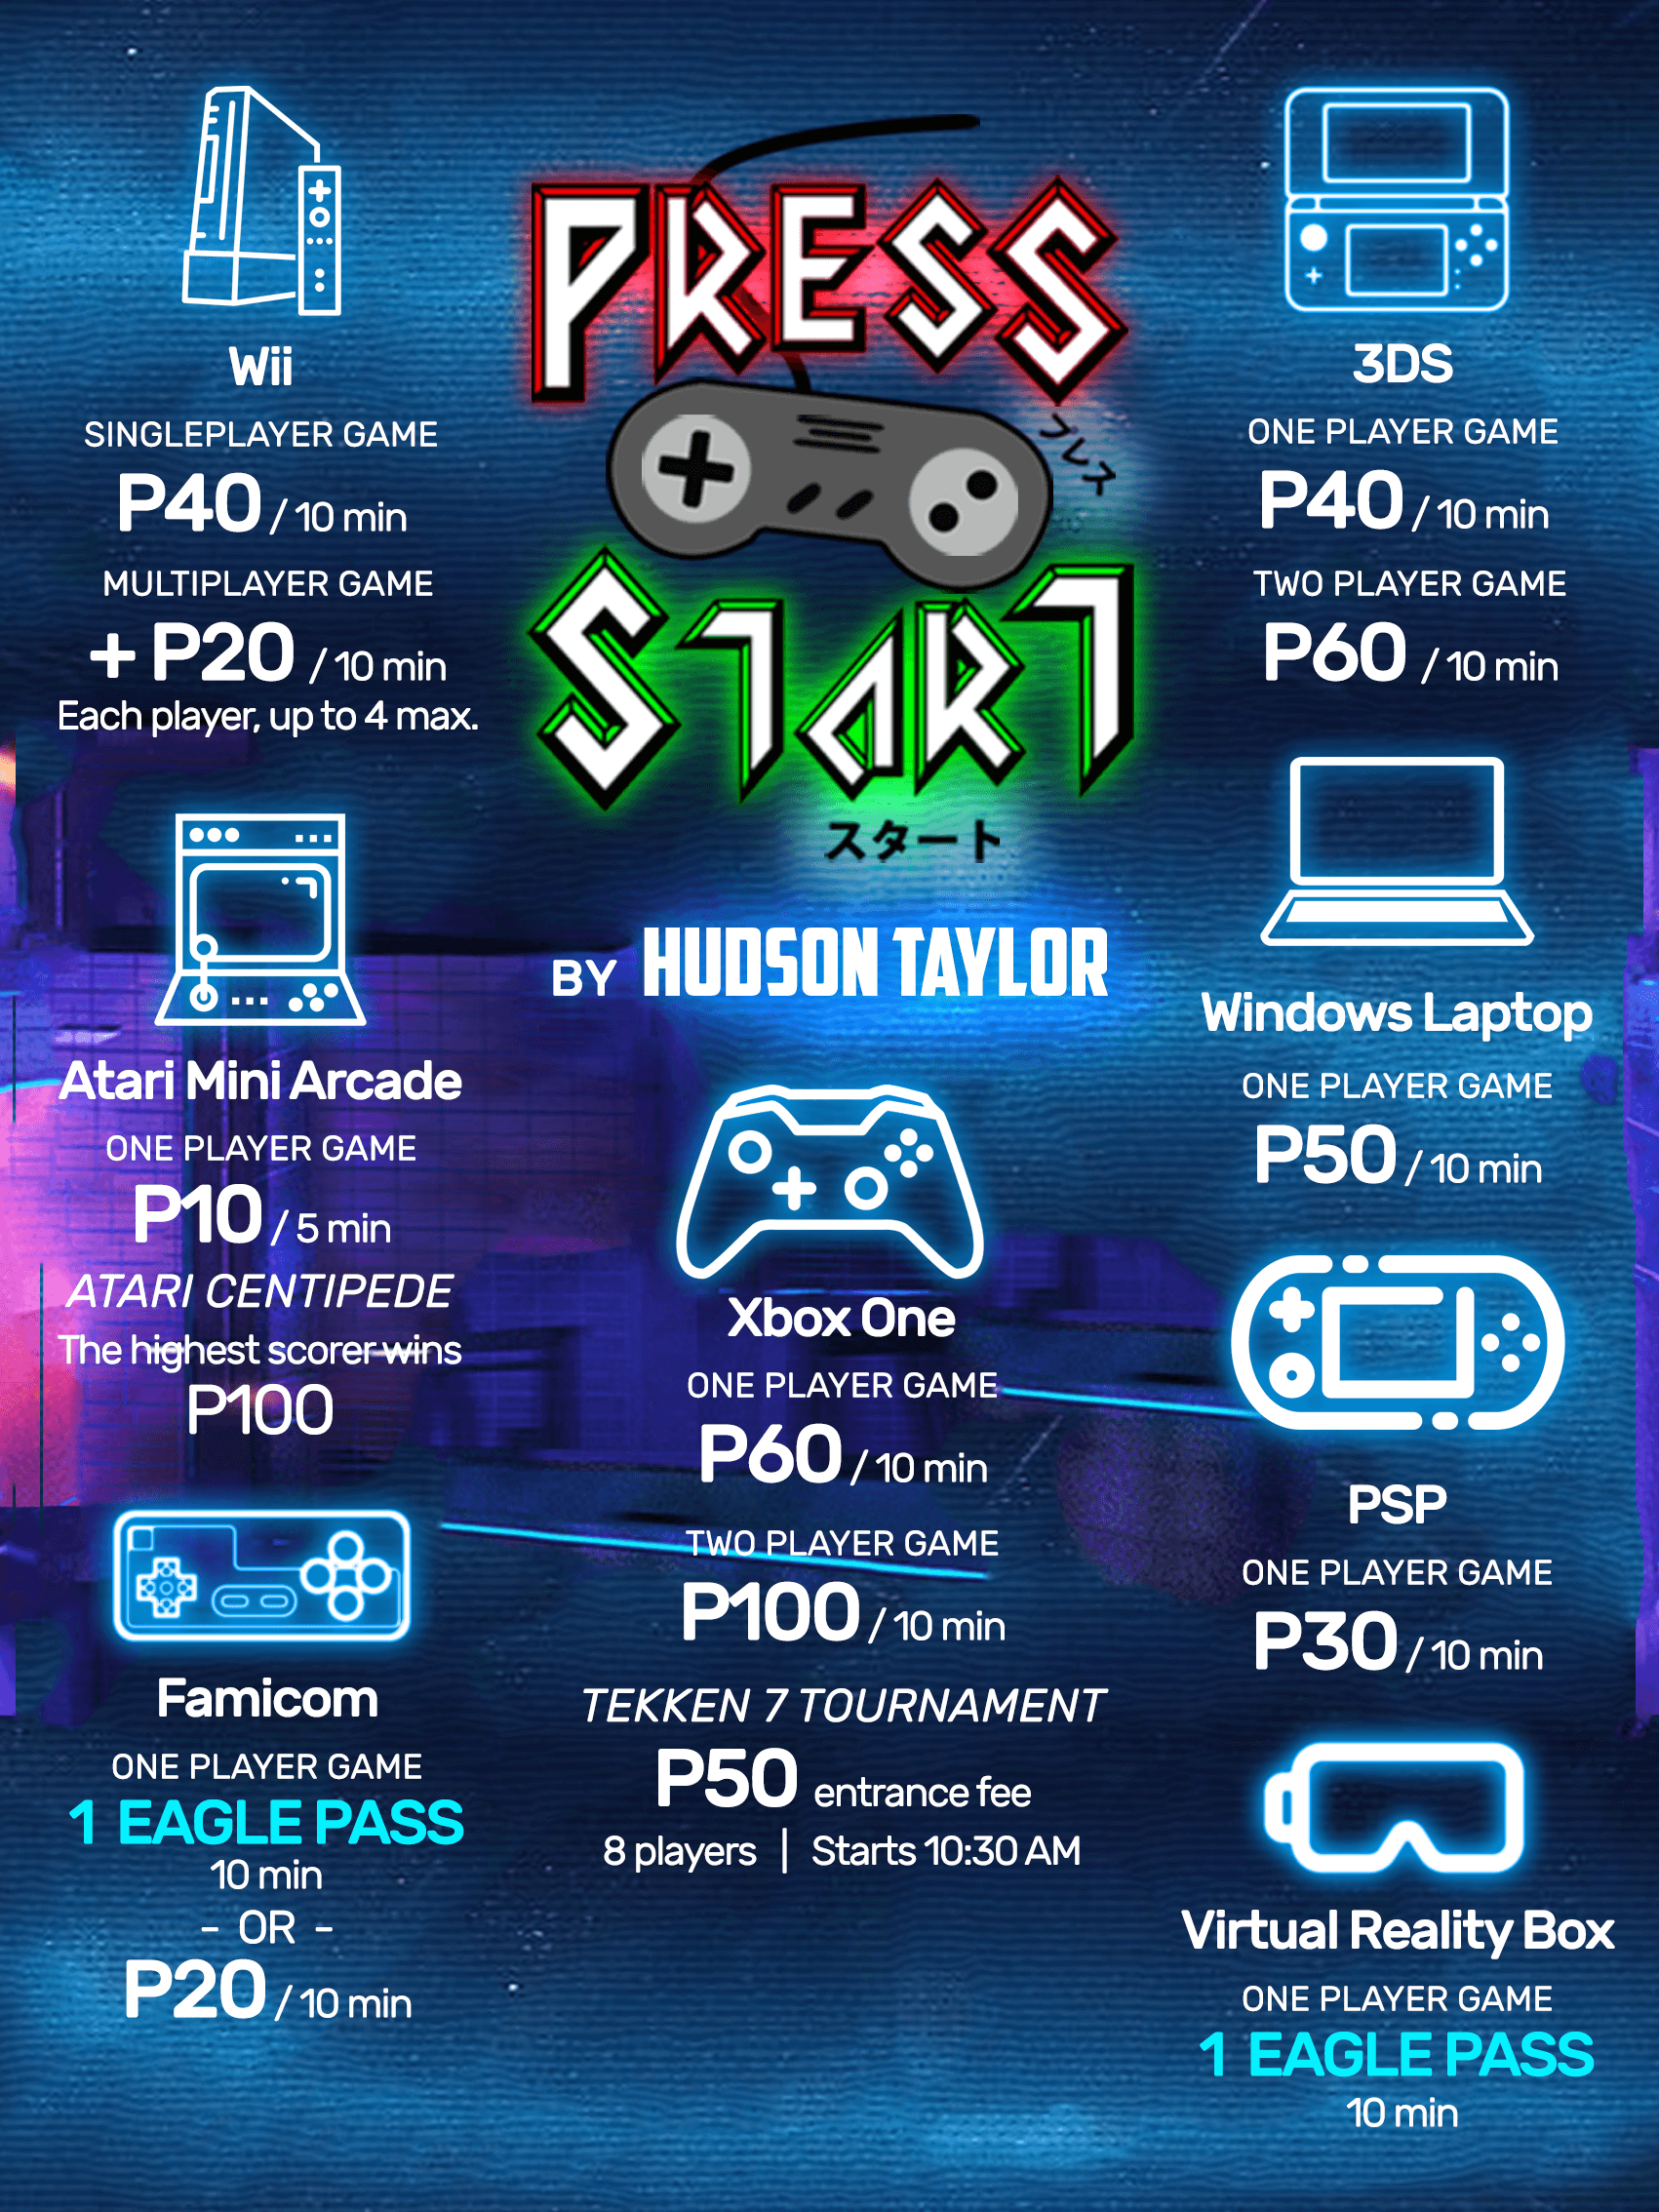 PRESS
プレス
START
スタート
BY HUDSON TAYLOR
Wii
SINGLEPLAYER GAME
P40 / 10 min
MULTIPLAYER GAME
+ P20 / 10 min
Each player, up to 4 max.
Atari Mini Arcade
ONE PLAYER GAME
P10 / 5 min
ATARI CENTIPEDE
The highest scorer wins
P100
Famicom
ONE PLAYER GAME
1 EAGLE PASS
10 min
- OR -
P20 / 10 min
Xbox One
ONE PLAYER GAME
P60 / 10 min
TWO PLAYER GAME
P100 / 10 min
TEKKEN 7 TOURNAMENT
P50 entrance fee
8 players | Starts 10:30 AM
3DS
ONE PLAYER GAME
P40 / 10 min
TWO PLAYER GAME
P60 / 10 min
Windows Laptop
ONE PLAYER GAME
P50 / 10 min
PSP
ONE PLAYER GAME
P30 / 10 min
Virtual Reality Box
ONE PLAYER GAME
1 EAGLE PASS
10 min